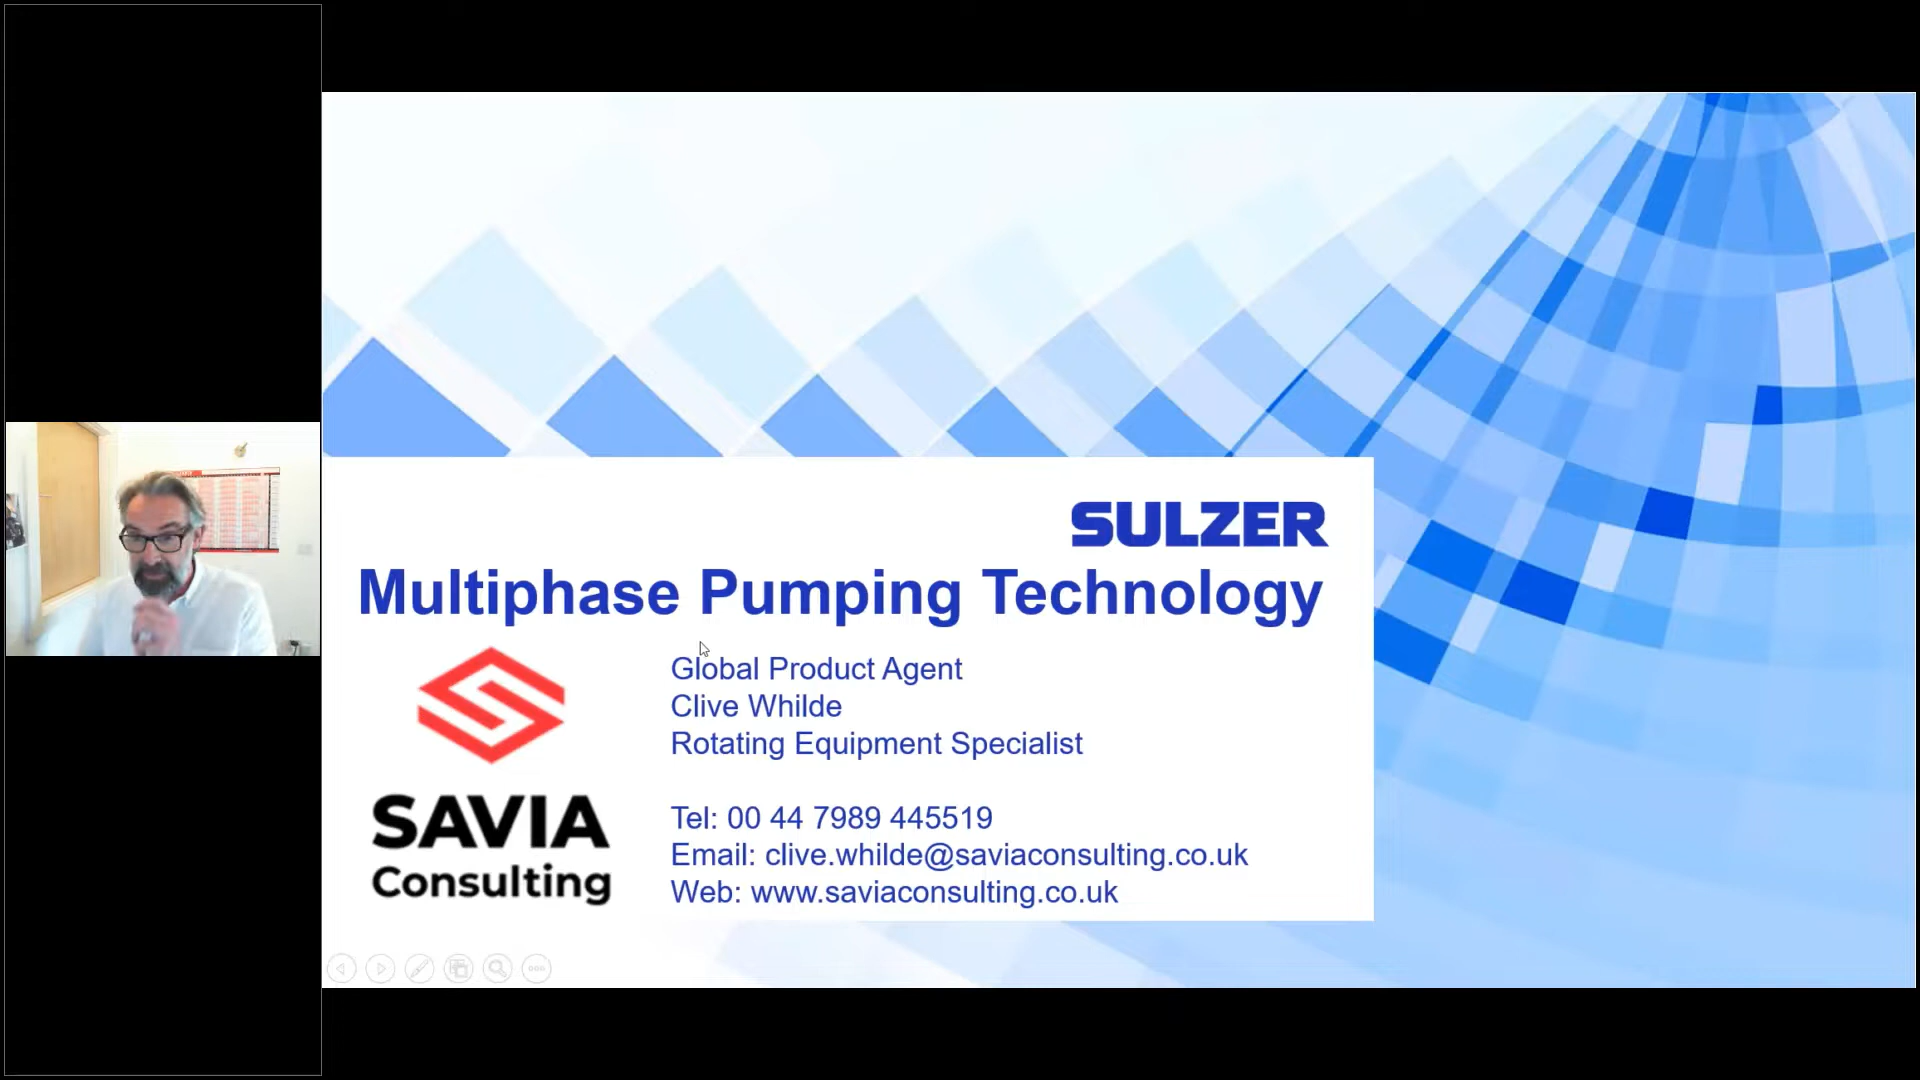 SULZER
Multiphase Pumping Technology
SAVIA
Consulting
Global Product Agent
Clive Whilde
Rotating Equipment Specialist
Tel: 00 44 7989 445519
Email: clive.whilde@saviaconsulting.co.uk
Web: www.saviaconsulting.co.uk